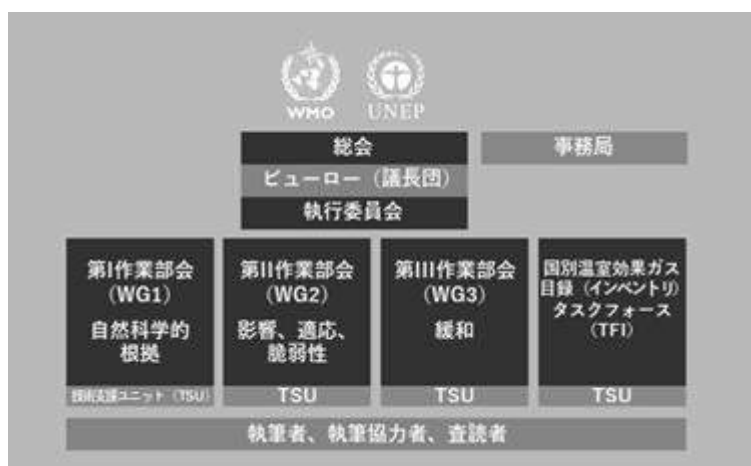 WMO
UNEP
総会
事務局
ビューロー（議長団）
執行委員会
第I作業部会
（WG1）
自然科学的
根拠
技術支援ユニット（TSU）
第II作業部会
（WG2）
影響、適応、
脆弱性
TSU
第III作業部会
（WG3）
緩和
TSU
国別温室効果ガス
目録（インベントリ）
タスクフォース
（TFI）
TSU
執筆者、執筆協力者、査読者